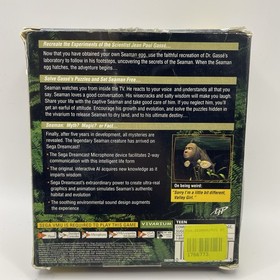 Recreate the Experiments of the Scientist Jean Paul Gassé.
Now that you have obtained your own Seaman egg, use the faithful recreation of Dr. Gassé's
laboratory to follow in his footsteps, uncovering the secrets of the Seaman. When the Seaman
egg hatches, the adventure begins...
Solve Gassé's Puzzles and Set Seaman Free...
Seaman watches you from inside the TV. He reacts to your voice and understands all that you
say. Seaman loves a good conversation. His wisecracks and salty wisdom will make you laugh.
Share your life with the captive Seaman and take good care of him. If you neglect him, you'll
get an earful of attitude. Encourage his growth and evolution, and solve the puzzles hidden in
the vivarium to release Seaman to his dry land, and to his ultimate destiny...
Seaman: Myth? Magic? or Fact...
Finally, after five years in development, all mysteries are
revealed. The legendary Seaman creature has arrived on
Sega Dreamcast!
• The Sega Dreamcast Microphone device facilitates 2-way
communication with this intelligent life form
• The original, interactive AI acquires new knowledge as it
imparts wisdom
• Sega Dreamcast's extraordinary power to create ultra-real
graphics and animation simulates Seaman's authentic
habitat and evolution
• The soothing environmental sound design augments
the experience
On being weird:
"Sorry I'm a little bit different,
Valley Girl."
SEGA VMU IS REQUIRED TO PLAY THIS GAME!
VIVARIUM
TEEN